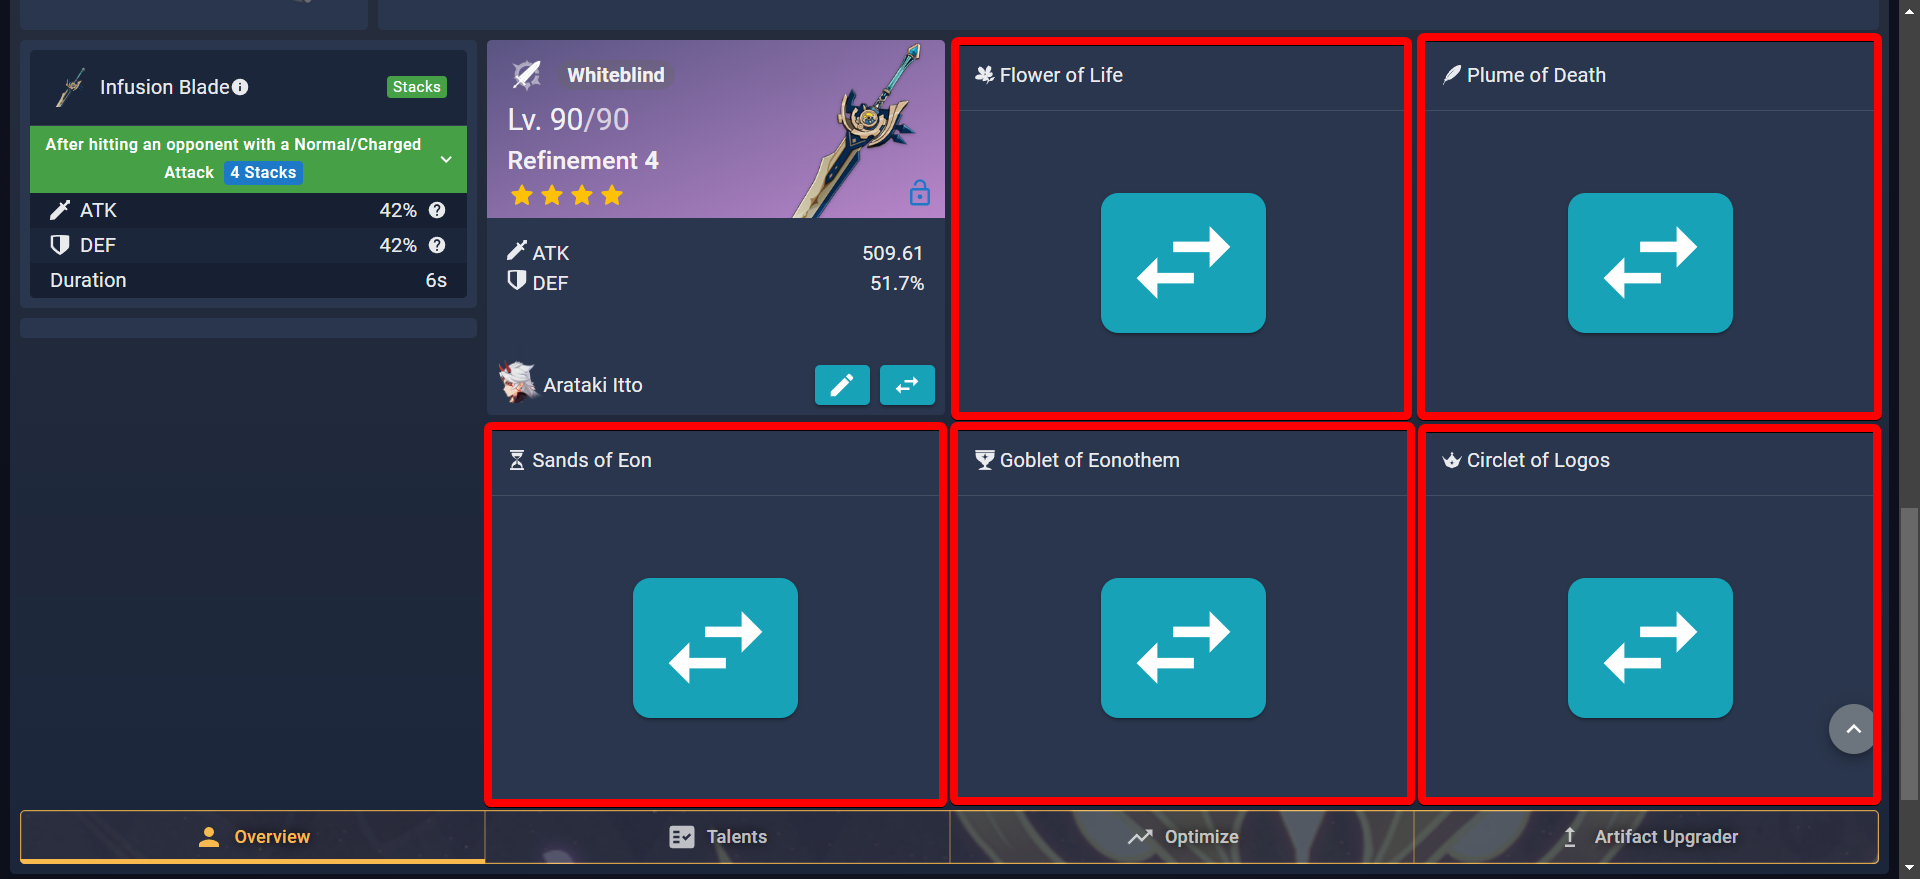 Infusion Blade
Stacks
After hitting an opponent with a Normal/Charged
Attack 4 Stacks
ATK 42%
DEF 42%
Duration 6s
Whiteblind
Lv. 90/90
Refinement 4
ATK 509.61
DEF 51.7%
Arataki Itto
Flower of Life
Plume of Death
Sands of Eon
Goblet of Eonothem
Circlet of Logos
Overview
Talents
Optimize
Artifact Upgrader